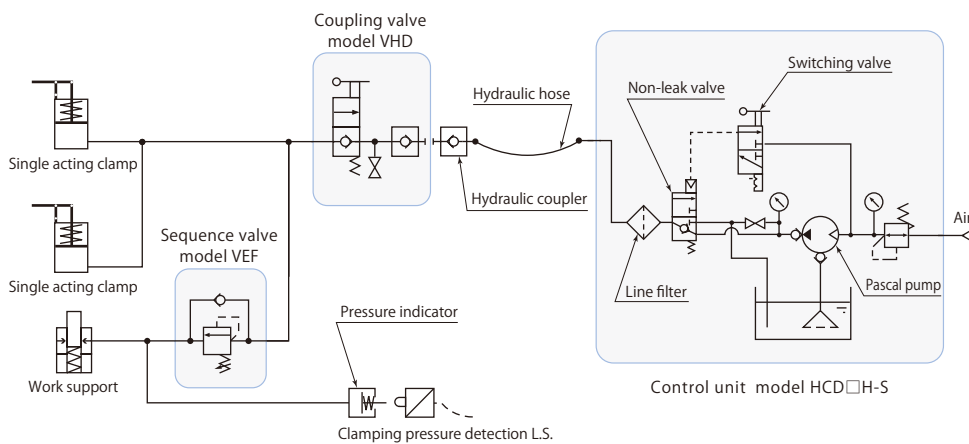 Coupling valve
model VHD
Switching valve
Non-leak valve
Hydraulic hose
Single acting clamp
Hydraulic coupler
Air
Sequence valve
model VEF
Single acting clamp
Line filter
Pascal pump
Pressure indicator
Work support
Control unit model HCD□H-S
Clamping pressure detection L.S.